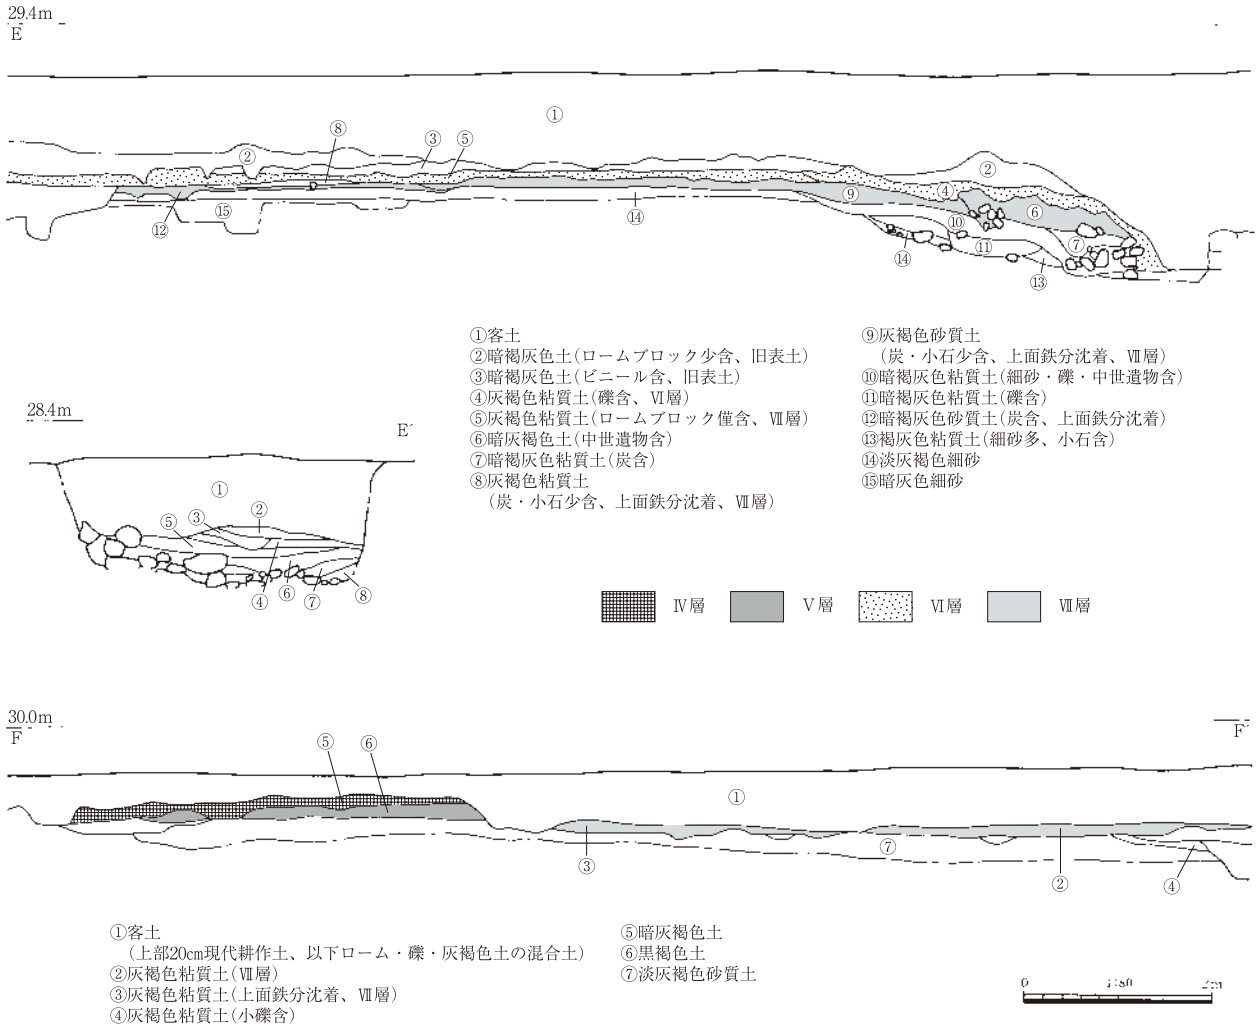 29.4m
E
①
⑧
③
⑤
②
②
④
⑨
⑥
⑩
⑮
⑫
⑭
⑪
⑦
⑭
⑬
①客土
②暗褐灰色土(ロームブロック少含、旧表土)
③暗褐灰色土(ビニール含、旧表土)
④灰褐色粘質土(礫含、Ⅵ層)
⑤灰褐色粘質土(ロームブロック僅含、Ⅶ層)
⑥暗灰褐色土(中世遺物含)
⑦暗褐灰色粘質土(炭含)
⑧灰褐色粘質土
(炭・小石少含、上面鉄分沈着、Ⅶ層)
⑨灰褐色砂質土
(炭・小石少含、上面鉄分沈着、Ⅶ層)
⑩暗褐灰色粘質土(細砂・礫・中世遺物含)
⑪暗褐灰色粘質土(礫含)
⑫暗褐灰色砂質土(炭含、上面鉄分沈着)
⑬褐灰色粘質土(細砂多、小石含)
⑭淡灰褐色細砂
⑮暗灰色細砂
28.4m
E´
①
②
③
⑤
④
⑥
⑦
⑧
Ⅳ層
Ⅴ層
Ⅵ層
Ⅶ層
30.0m
F
F´
⑤
⑥
①
③
⑦
②
④
①客土
(上部20㎝現代耕作土、以下ローム・礫・灰褐色土の混合土)
②灰褐色粘質土(Ⅶ層)
③灰褐色粘質土(上面鉄分沈着、Ⅶ層)
④灰褐色粘質土(小礫含)
⑤暗灰褐色土
⑥黒褐色土
⑦淡灰褐色砂質土
0 1:80 2m